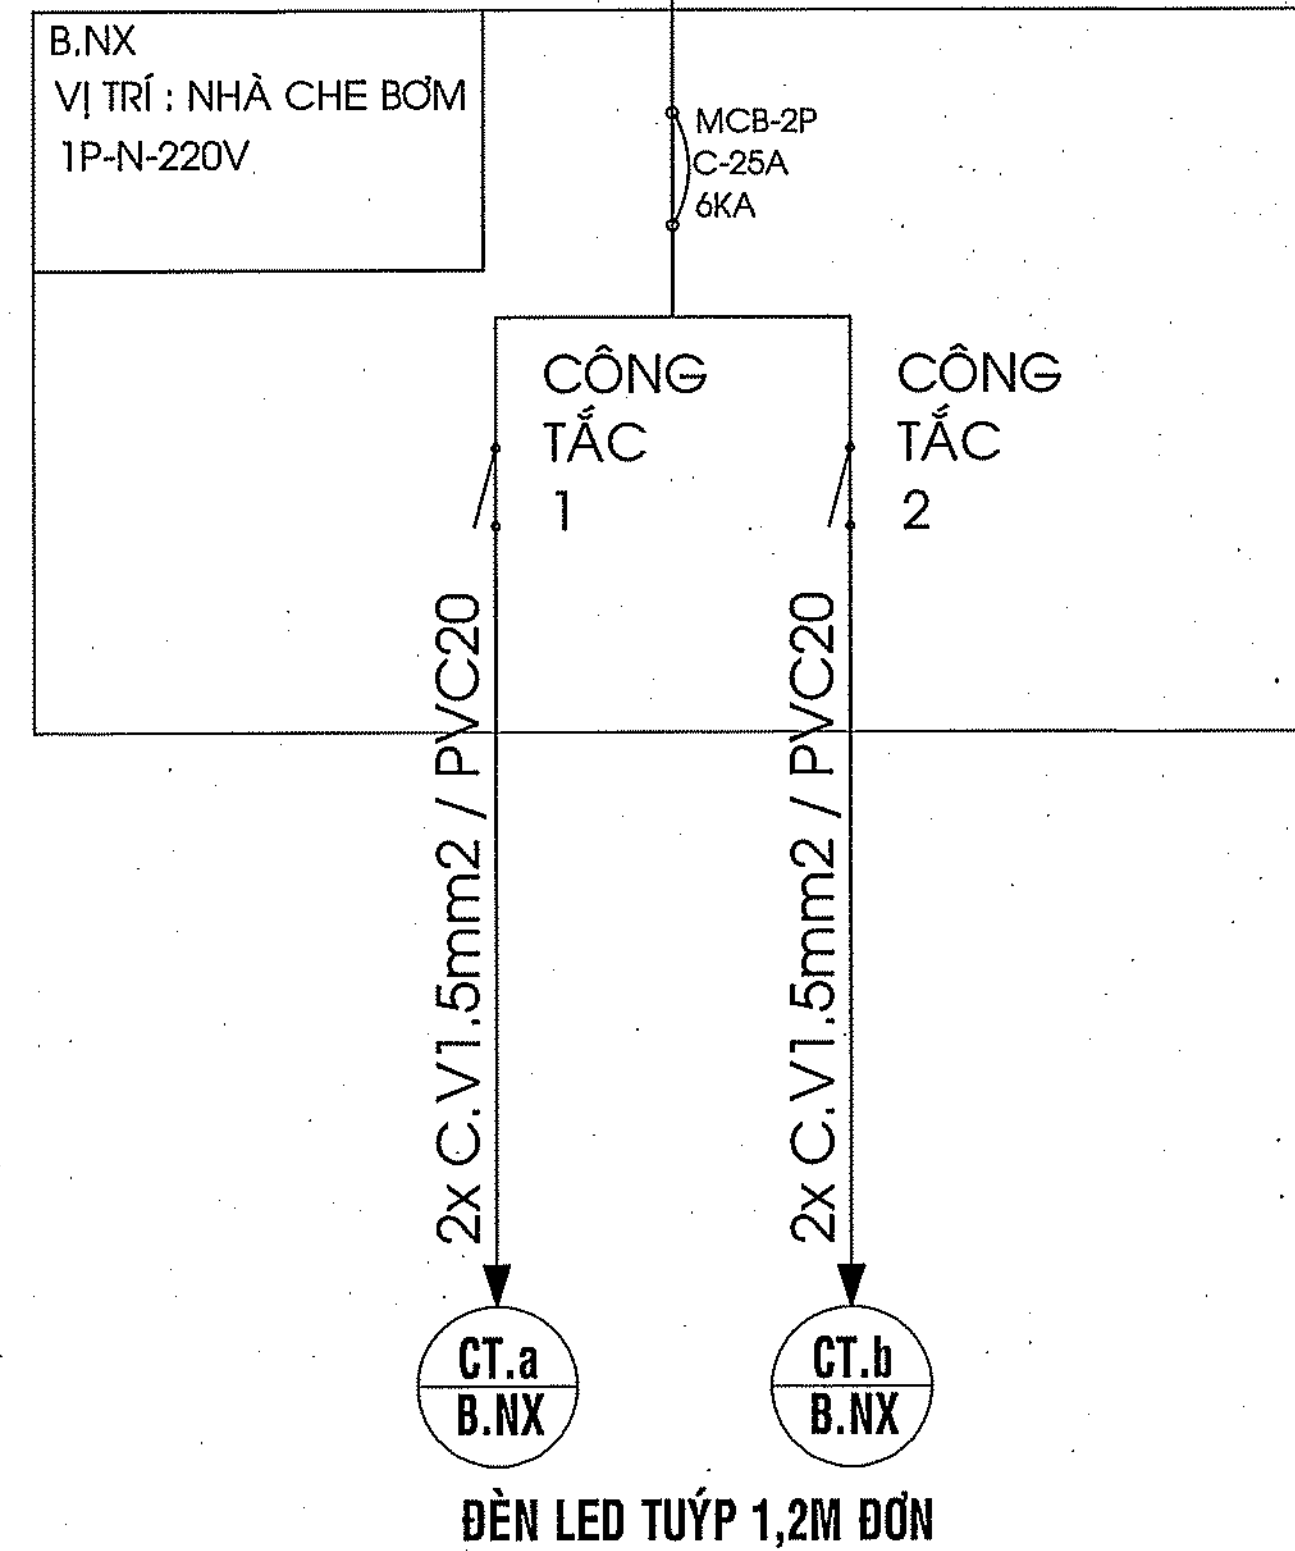 B.NX
VỊ TRÍ : NHÀ CHE BƠM
1P-N-220V
MCB-2P
C-25A
6KA
CÔNG
TẮC
1
CÔNG
TẮC
2
2x C.V1.5mm2 / PVC20
2x C.V1.5mm2 / PVC20
CT.a
B.NX
CT.b
B.NX
ĐÈN LED TUÝP 1,2M ĐƠN